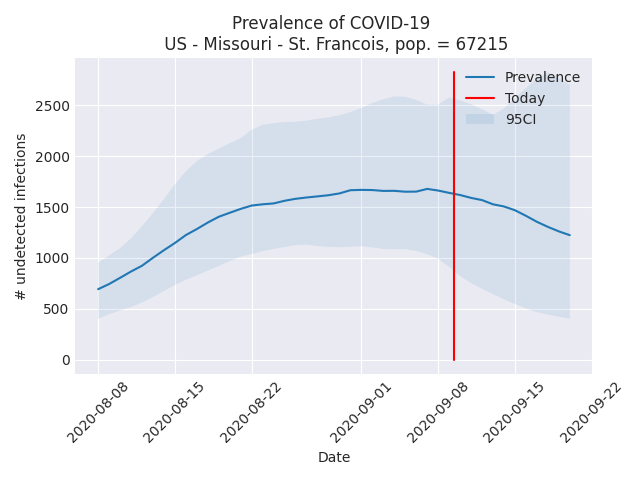 Prevalence of COVID-19
US - Missouri - St. Francois, pop. = 67215
Prevalence
Today
95CI
# undetected infections
2500
2000
1500
1000
500
0
2020-08-08
2020-08-15
2020-08-22
2020-09-01
2020-09-08
2020-09-15
2020-09-22
Date